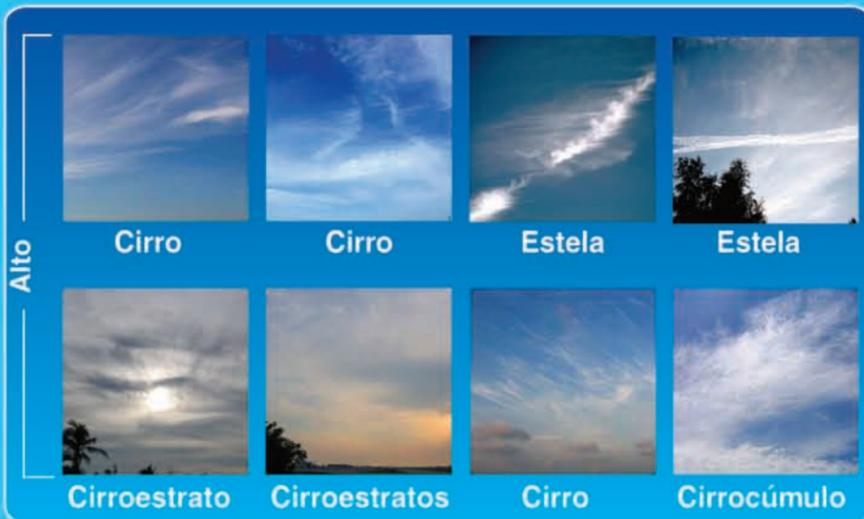 Alto
Cirro
Cirro
Estela
Estela
Cirroestrato
Cirroestratos
Cirro
Cirrocúmulo